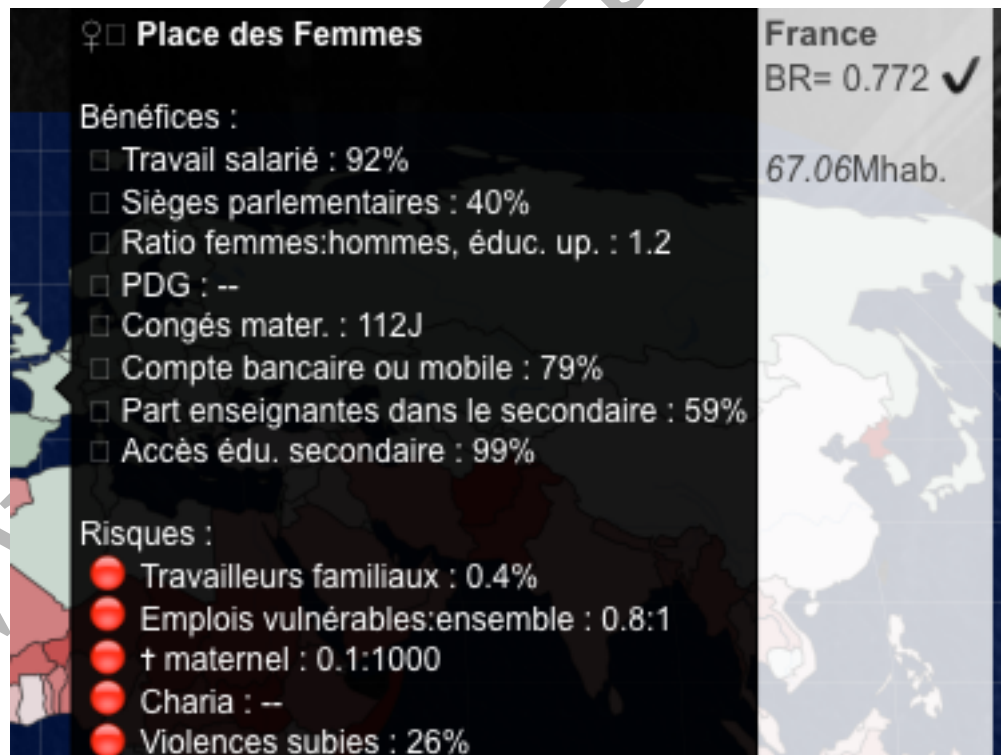 ♀ Place des Femmes
Bénéfices :
Travail salarié : 92%
Sièges parlementaires : 40%
Ratio femmes:hommes, éduc. up. : 1.2
PDG : --
Congés mater. : 112J
Compte bancaire ou mobile : 79%
Part enseignantes dans le secondaire : 59%
Accès édu. secondaire : 99%
Risques :
Travailleurs familiaux : 0.4%
Emplois vulnérables:ensemble : 0.8:1
† maternel : 0.1:1000
Charia : --
Violences subies : 26%
France
BR= 0.772 ✓
67.06Mhab.